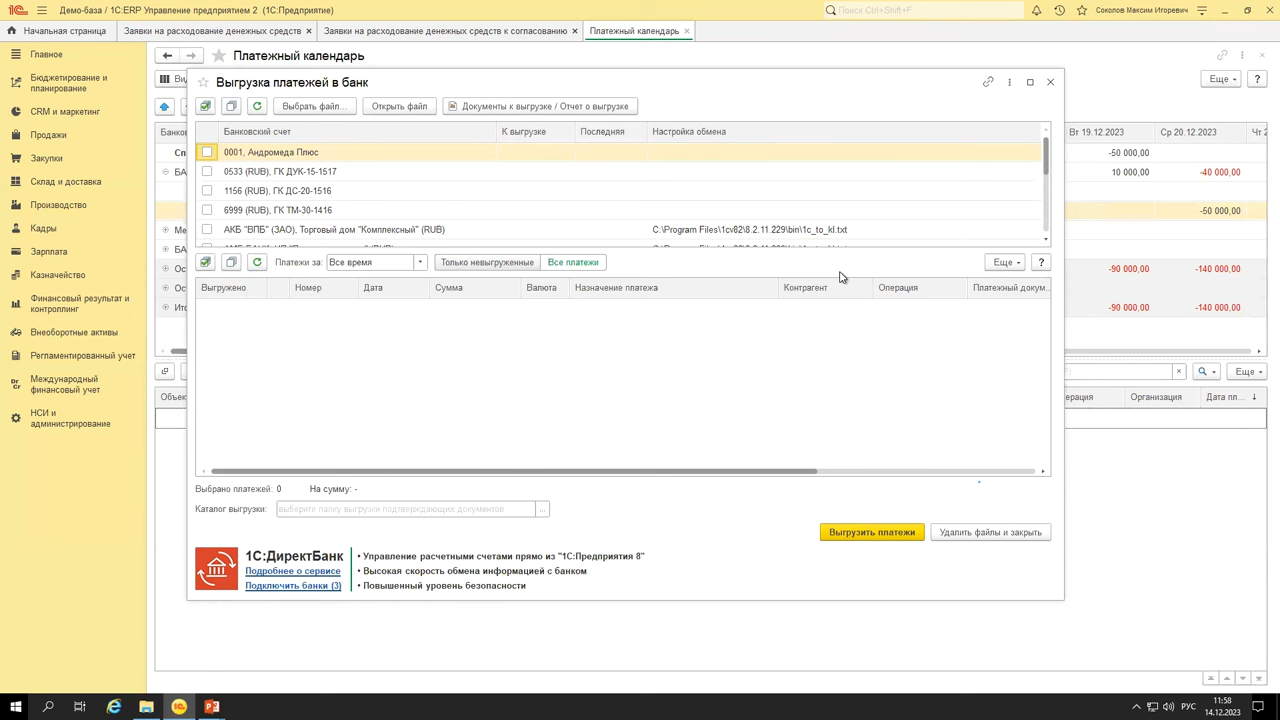 Демо-база / 1C:ERP Управление предприятием 2 (1С:Предприятие)
Поиск Ctrl+Shift+F
Соколов Максим Игоревич
Начальная страница
Заявки на расходование денежных средств ×
Заявки на расходование денежных средств к согласованию ×
Платежный календарь ×
Главное
Бюджетирование и планирование
CRM и маркетинг
Продажи
Закупки
Склад и доставка
Производство
Кадры
Зарплата
Казначейство
Финансовый результат и контроллинг
Внеоборотные активы
Регламентированный учет
Международный финансовый учет
НСИ и администрирование
Платежный календарь
Еще
?
Выгрузка платежей в банк
Выбрать файл...
Открыть файл
Документы к выгрузке / Отчет о выгрузке
Банковский счет К выгрузке Последняя Настройка обмена
0001, Андромеда Плюс
0533 (RUB), ГК ДУК-15-1517
1156 (RUB), ГК ДС-20-1516
6999 (RUB), ГК ТМ-30-1416
АКБ "ВПБ" (ЗАО), Торговый дом "Комплексный" (RUB) C:\Program Files\1cv82\8.2.11.229\bin\1c_to_kl.txt
Платежи за: Все время
Только невыгруженные
Все платежи
Еще
?
Выгружено Номер Дата Сумма Валюта Назначение платежа Контрагент Операция Платежный докум...
Выбрано платежей: 0 На сумму: -
Каталог выгрузки: выберите папку выгрузки подтверждающих документов ...
Выгрузить платежи
Удалить файлы и закрыть
1С:ДиректБанк
Подробнее о сервисе
Подключить банки (3)
• Управление расчетными счетами прямо из "1С:Предприятия 8"
• Высокая скорость обмена информацией с банком
• Повышенный уровень безопасности
Вт 19.12.2023 Ср 20.12.2023 Чт 2
-50 000,00
10 000,00 -40 000,00
-50 000,00
-90 000,00 -140 000,00
-90 000,00 -140 000,00
Еще
Организация Дата пл...
РУС
11:58
14.12.2023